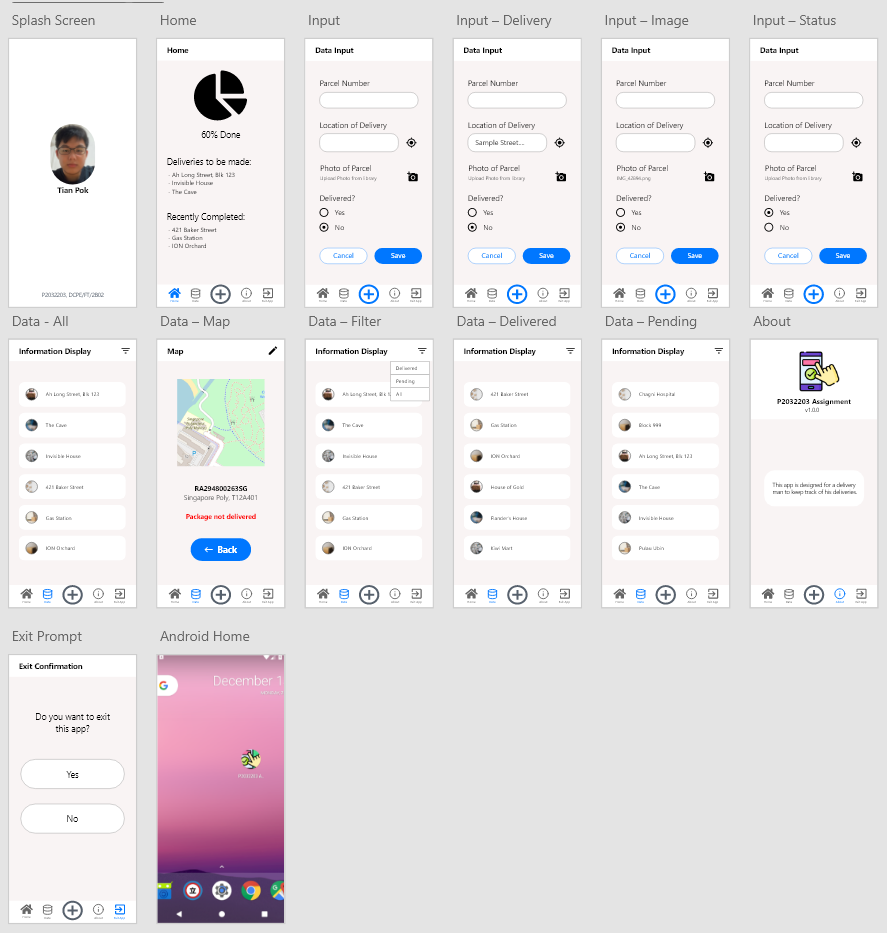 Splash Screen
Tian Pok
P2032203, DCPE/FT/2B02
Home
Home
60% Done
Deliveries to be made:
- Ah Long Street, Blk 123
- Invisible House
- The Cave
Recently Completed:
- 421 Baker Street
- Gas Station
- ION Orchard
Input
Data Input
Parcel Number
Location of Delivery
Photo of Parcel
Upload Photo from library
Delivered?
Yes
No
Cancel Save
Input – Delivery
Data Input
Parcel Number
Location of Delivery
Sample Street...
Photo of Parcel
Upload Photo from library
Delivered?
Yes
No
Cancel Save
Input – Image
Data Input
Parcel Number
Location of Delivery
Photo of Parcel
Delivered?
Yes
No
Cancel Save
Input – Status
Data Input
Parcel Number
Location of Delivery
Photo of Parcel
Upload Photo from library
Delivered?
Yes
No
Cancel Save
Data - All
Information Display
Ah Long Street, Blk 123
The Cave
Invisible House
421 Baker Street
Gas Station
ION Orchard
Data – Map
Map
Singapore
RA294800263SG
Singapore Poly, T12A401
Package not delivered
← Back
Data – Filter
Information Display
Delivered
Pending
All
Ah Long Street, Blk 1
The Cave
Invisible House
421 Baker Street
Gas Station
ION Orchard
Data – Delivered
Information Display
421 Baker Street
Gas Station
ION Orchard
House of Gold
Flander's House
Kiwi Mart
Data – Pending
Information Display
Changi Hospital
Block 999
Ah Long Street, Blk 123
The Cave
Invisible House
Pulau Ubin
About
P2032203 Assignment
v1.0.0
This app is designed for a delivery
man to keep track of his deliveries.
Exit Prompt
Exit Confirmation
Do you want to exit
this app?
Yes
No
Android Home
G
December 1